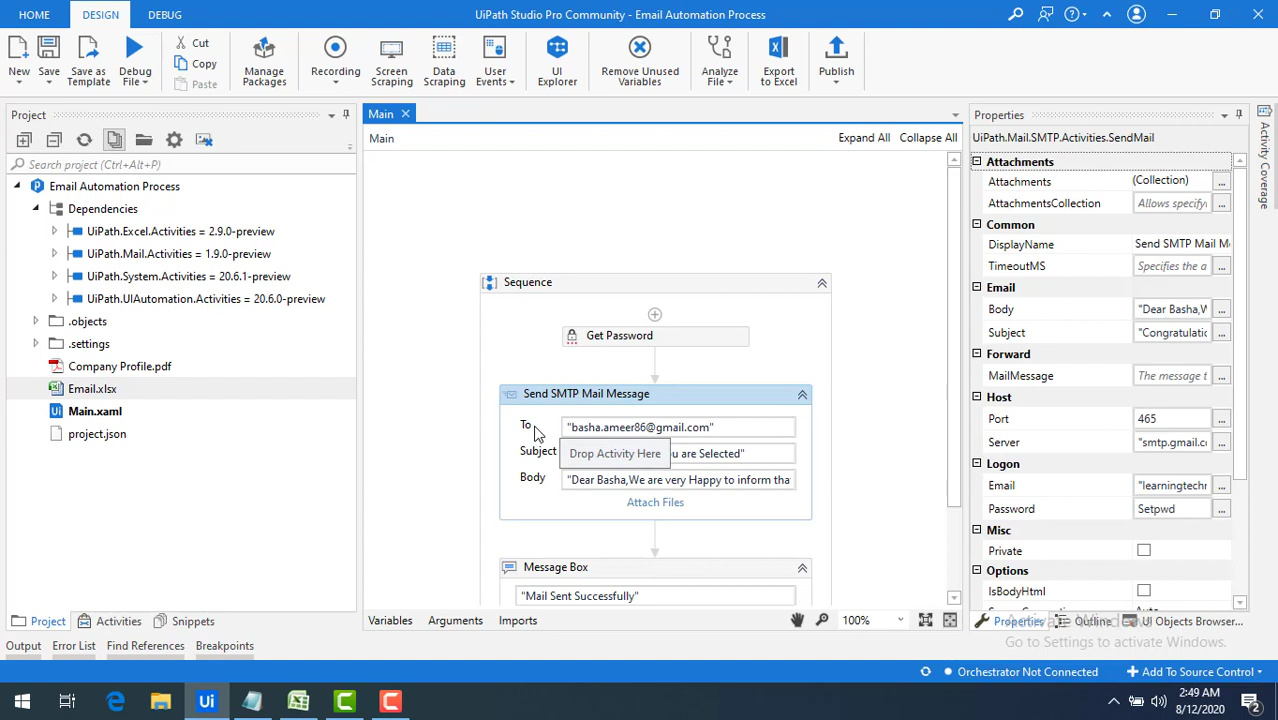 HOME DESIGN DEBUG UiPath Studio Pro Community - Email Automation Process
New Save Save as Template Debug File Cut Copy Paste Manage Packages Recording Screen Scraping Data Scraping User Events UI Explorer Remove Unused Variables Analyze File Export to Excel Publish
Project
Search project (Ctrl+Alt+P)
Email Automation Process
Dependencies
UiPath.Excel.Activities = 2.9.0-preview
UiPath.Mail.Activities = 1.9.0-preview
UiPath.System.Activities = 20.6.1-preview
UiPath.UIAutomation.Activities = 20.6.0-preview
.objects
.settings
Company Profile.pdf
Email.xlsx
Main.xaml
project.json
Project Activities Snippets
Main
Main Expand All Collapse All
Sequence
Get Password
Send SMTP Mail Message
To "basha.ameer86@gmail.com"
Subject u are Selected"
Drop Activity Here
Body "Dear Basha,We are very Happy to inform tha
Attach Files
Message Box
"Mail Sent Successfully"
Variables Arguments Imports 100%
Properties
UiPath.Mail.SMTP.Activities.SendMail
Attachments
Attachments (Collection) ...
AttachmentsCollection Allows specify ...
Common
DisplayName Send SMTP Mail M
TimeoutMS Specifies the a ...
Email
Body "Dear Basha,W ...
Subject "Congratulatio ...
Forward
MailMessage The message t ...
Host
Port 465 ...
Server "smtp.gmail.c ...
Logon
Email "learningtechr ...
Password Setpwd ...
Misc
Private
Options
IsBodyHtml
Properties Outline UI Objects Browser...
Activity Coverage
Activate Windows
Go to Settings to activate Windows.
Output Error List Find References Breakpoints
Orchestrator Not Connected Add To Source Control
Ui
2:49 AM
8/12/2020
2